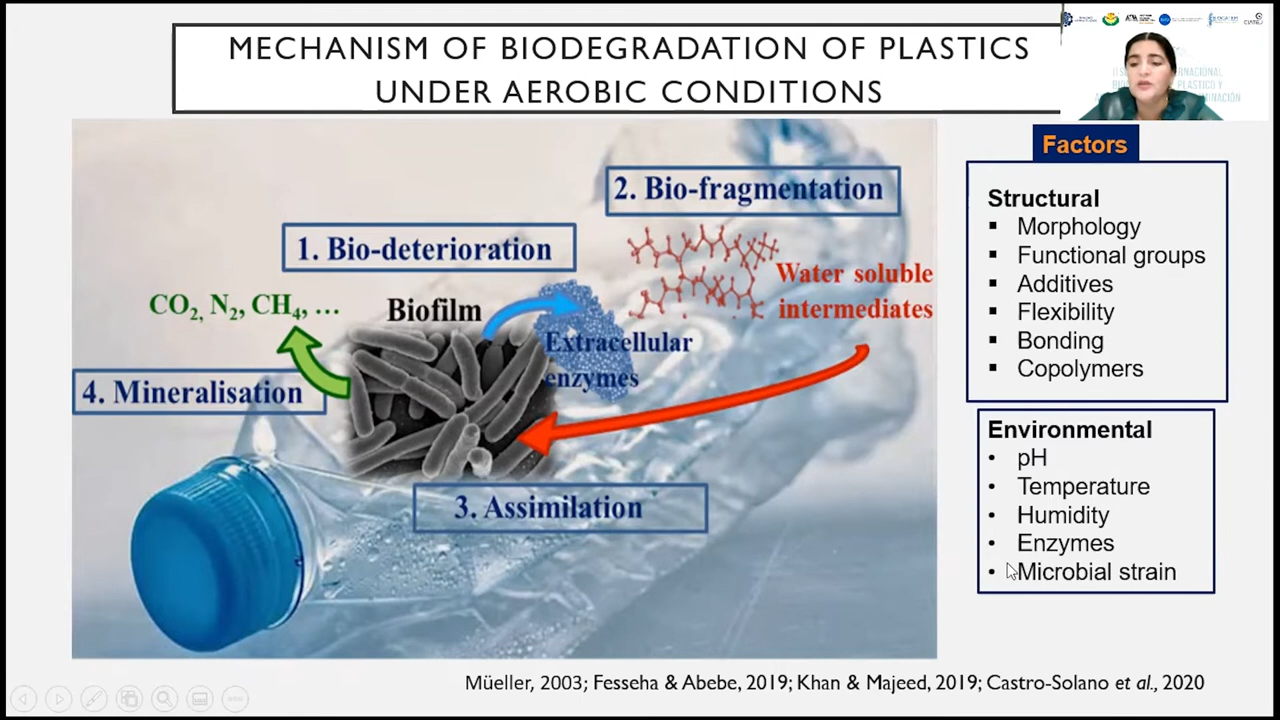 MECHANISM OF BIODEGRADATION OF PLASTICS
UNDER AEROBIC CONDITIONS
2. Bio-fragmentation
1. Bio-deterioration
Water soluble
intermediates
CO2, N2, CH4, …
Biofilm
Extracellular
enzymes
4. Mineralisation
3. Assimilation
Factors
Structural
▪ Morphology
▪ Functional groups
▪ Additives
▪ Flexibility
▪ Bonding
▪ Copolymers
Environmental
• pH
• Temperature
• Humidity
• Enzymes
• Microbial strain
Müeller, 2003; Fesseha & Abebe, 2019; Khan & Majeed, 2019; Castro-Solano et al., 2020